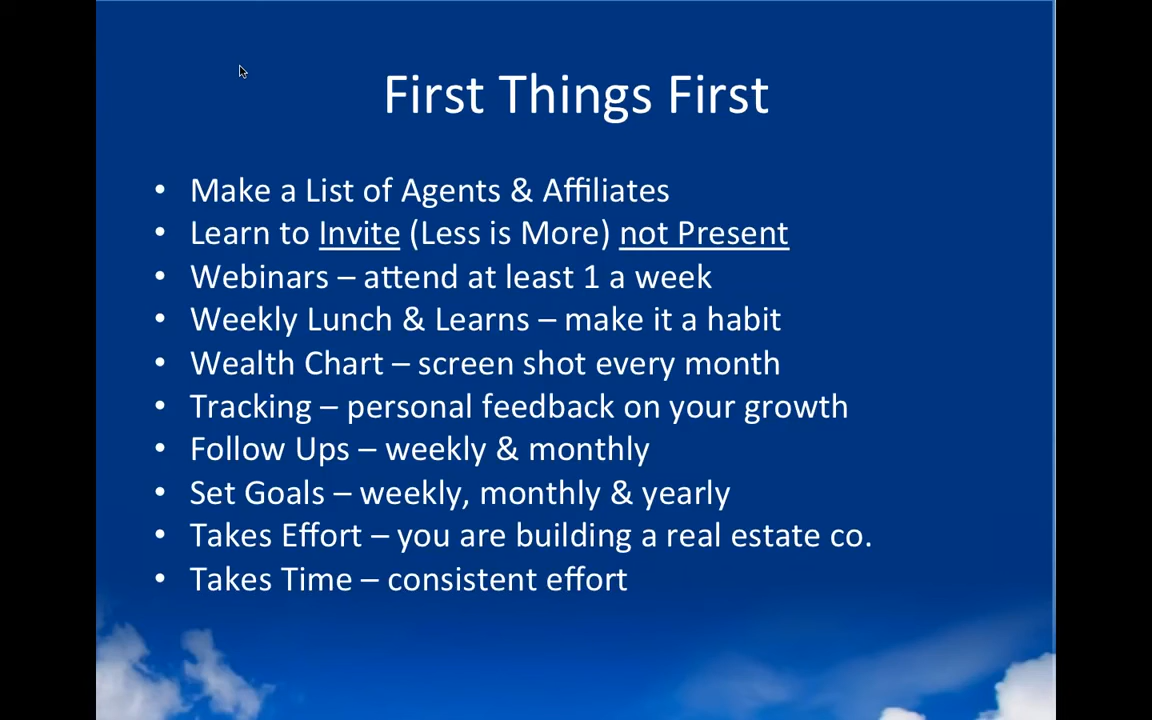 First Things First
• Make a List of Agents & Affiliates
• Learn to Invite (Less is More) not Present
• Webinars – attend at least 1 a week
• Weekly Lunch & Learns – make it a habit
• Wealth Chart – screen shot every month
• Tracking – personal feedback on your growth
• Follow Ups – weekly & monthly
• Set Goals – weekly, monthly & yearly
• Takes Effort – you are building a real estate co.
• Takes Time – consistent effort